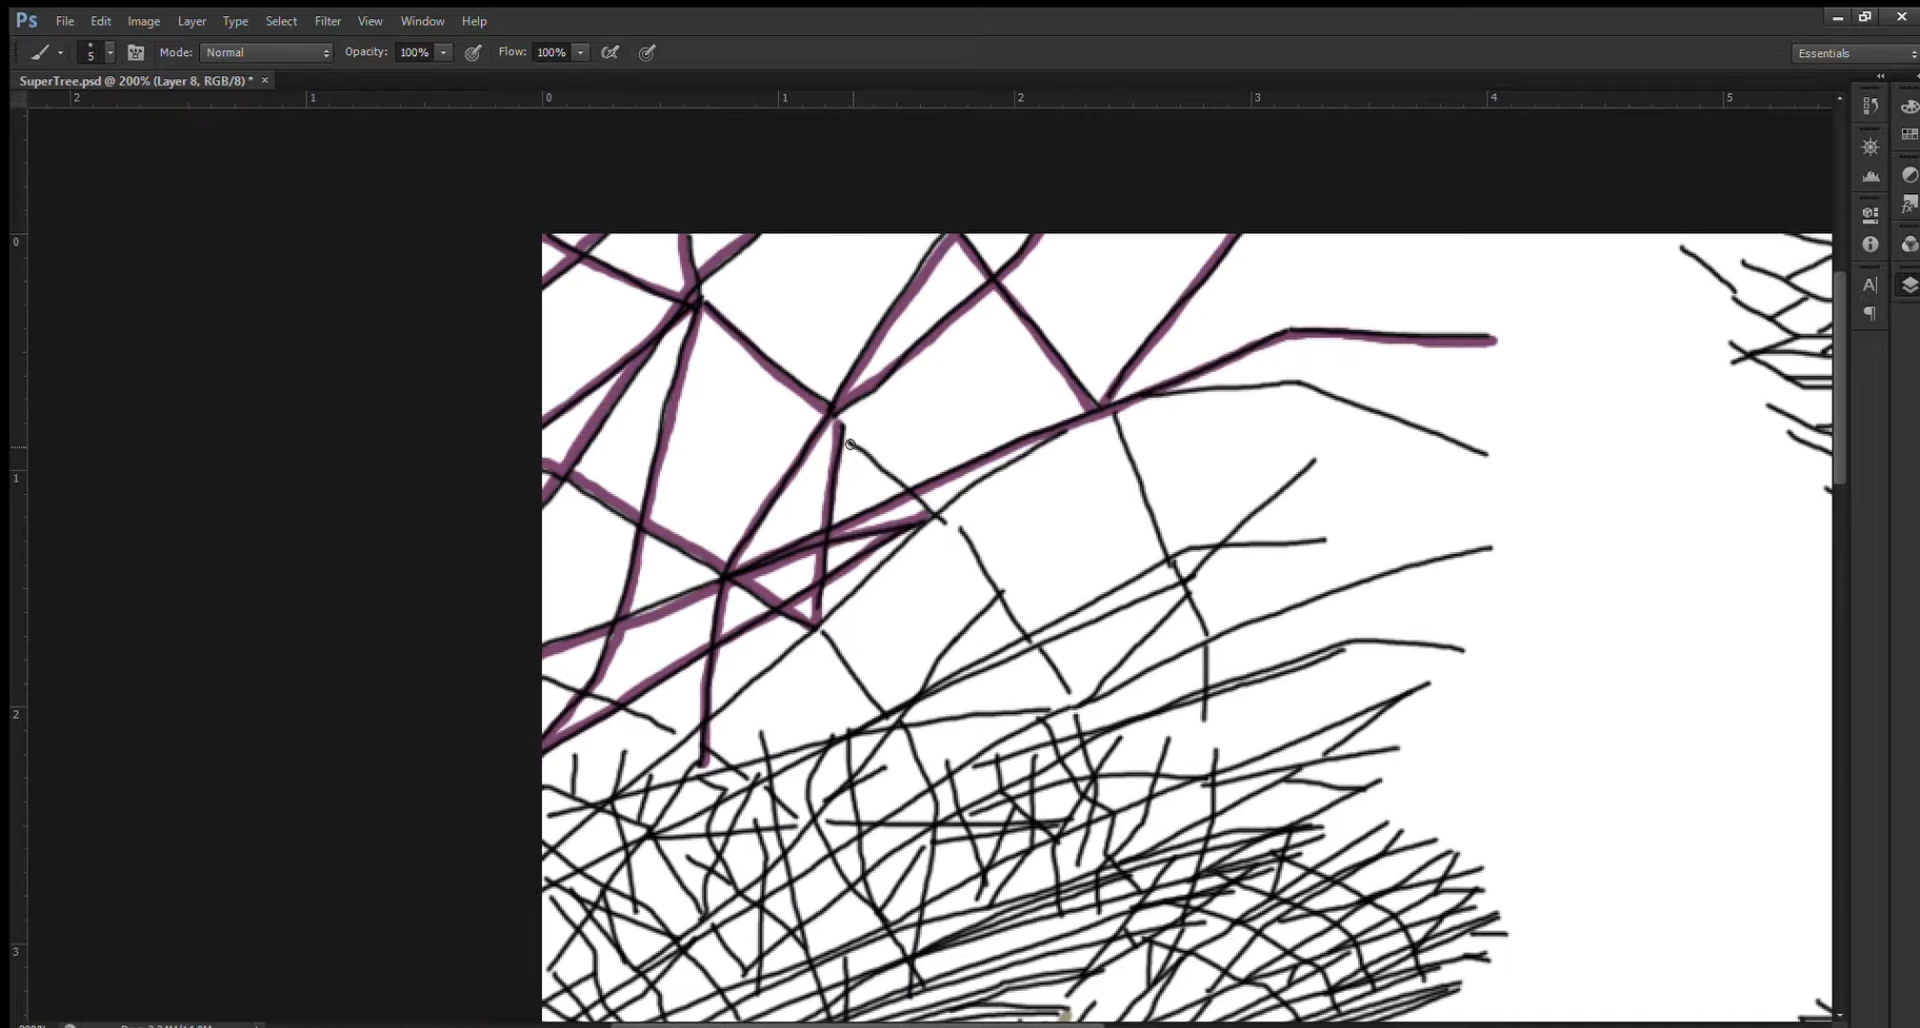 Ps File Edit Image Layer Type Select Filter View Window Help
5 Mode: Normal Opacity: 100% Flow: 100% Essentials
SuperTree.psd @ 200% (Layer 8, RGB/8) * ×
2 1 0 1 2 3 4 5
0
1
2
3
A